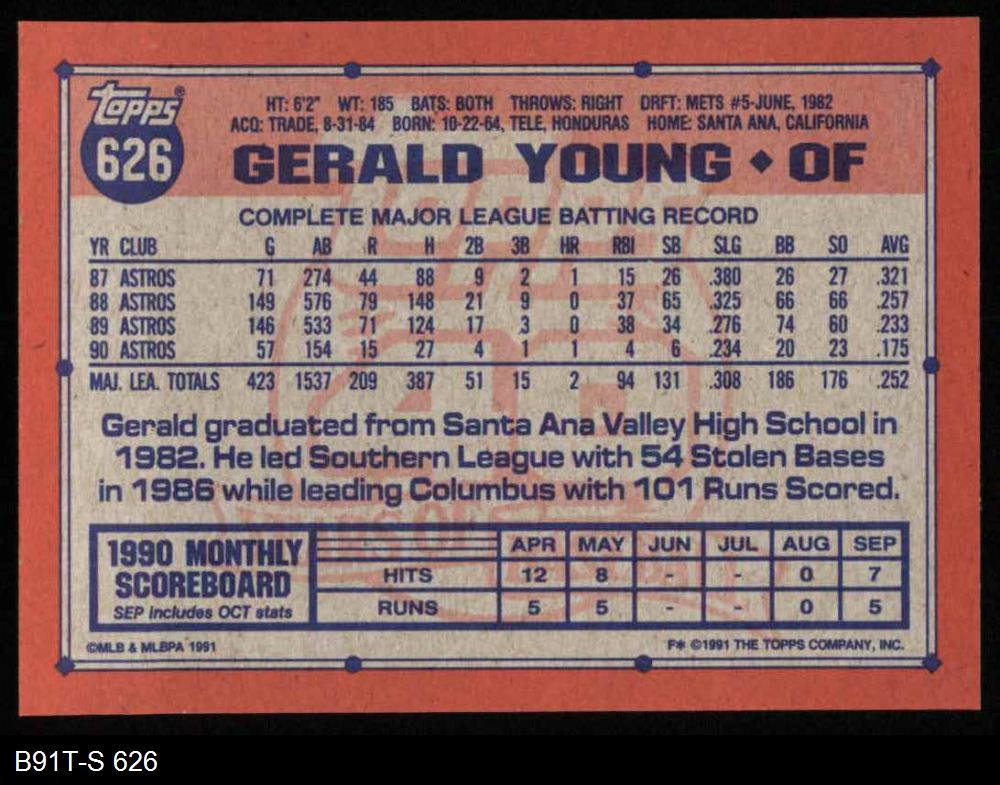 topps®
626
HT: 6'2" WT: 185 BATS: BOTH THROWS: RIGHT DRFT: METS #5-JUNE, 1982
ACQ: TRADE, 8-31-84 BORN: 10-22-64, TELE, HONDURAS HOME: SANTA ANA, CALIFORNIA
GERALD YOUNG ◆ OF
COMPLETE MAJOR LEAGUE BATTING RECORD
YR CLUB G AB R H 2B 3B HR RBI SB SLG BB SO AVG
87 ASTROS 71 274 44 88 9 2 1 15 26 .380 26 27 .321
88 ASTROS 149 576 79 148 21 9 0 37 65 .325 66 66 .257
89 ASTROS 146 533 71 124 17 3 0 38 34 .276 74 60 .233
90 ASTROS 57 154 15 27 4 1 1 4 6 .234 20 23 .175
MAJ. LEA. TOTALS 423 1537 209 387 51 15 2 94 131 .308 186 176 .252
Gerald graduated from Santa Ana Valley High School in
1982. He led Southern League with 54 Stolen Bases
in 1986 while leading Columbus with 101 Runs Scored.
1990 MONTHLY
SCOREBOARD
SEP includes OCT stats
APR MAY JUN JUL AUG SEP
HITS 12 8 - - 0 7
RUNS 5 5 - - 0 5
©MLB & MLBPA 1991
F* ©1991 THE TOPPS COMPANY, INC.
B91T-S 626